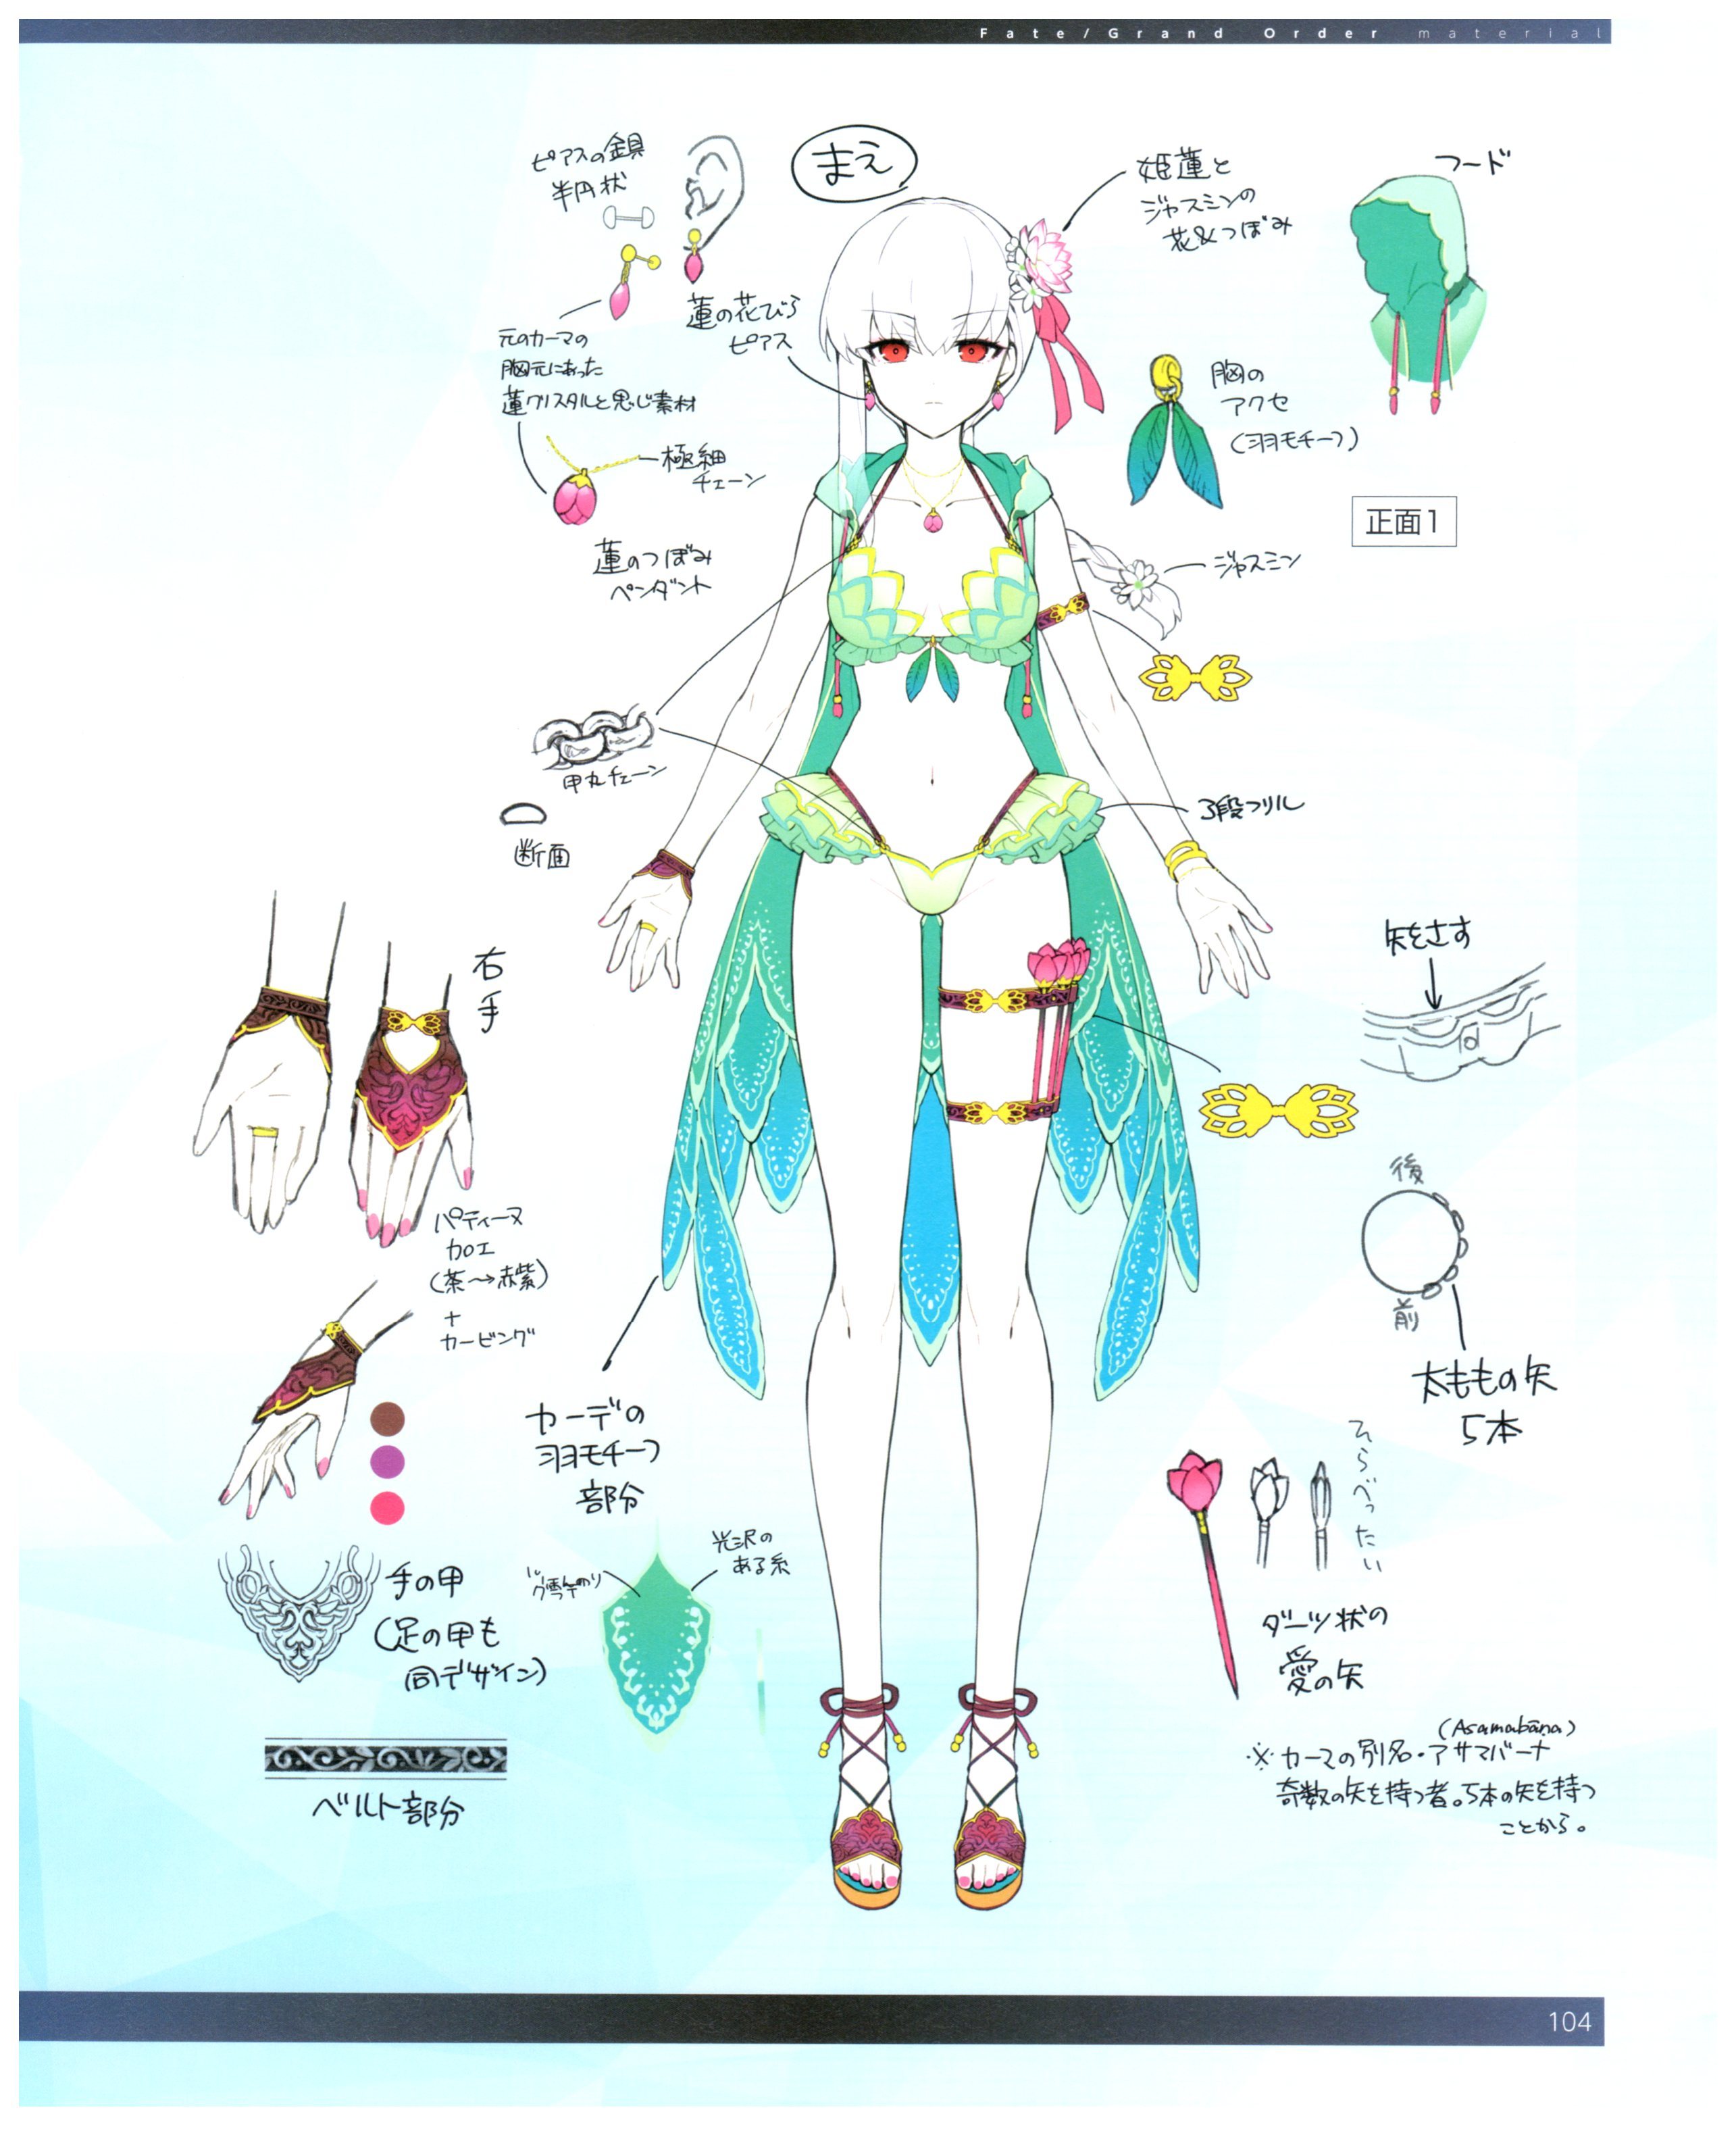 Fate/Grand Order material
まえ
ピアスの
半円状
姫蓮と
ジャスミンの
花&つぼみ
フード
蓮の花びら
ピアス
元のカーマの
胸元にあった
蓮クリスタルと同じ素材
極細
チェーン
胸の
アクセ
(羽モチーフ)
正面1
蓮のつぼみ
ペンダント
ジャスミン
甲丸チェーン
断面
3段フリル
右手
矢をさす
パティーヌ
加工
(茶→赤紫)
+
カービング
後
前
太ももの矢
5本
カーデの
羽モチーフ
部分
光沢の
ある糸
ひらべったい
手の甲
(足の甲も
同デザイン)
ダーツ状の
愛の矢
ベルト部分
(Asamabāna)
※カーマの別名・アサマバーナ
奇数の矢を持つ者。5本の矢を持つ
ことから。
104